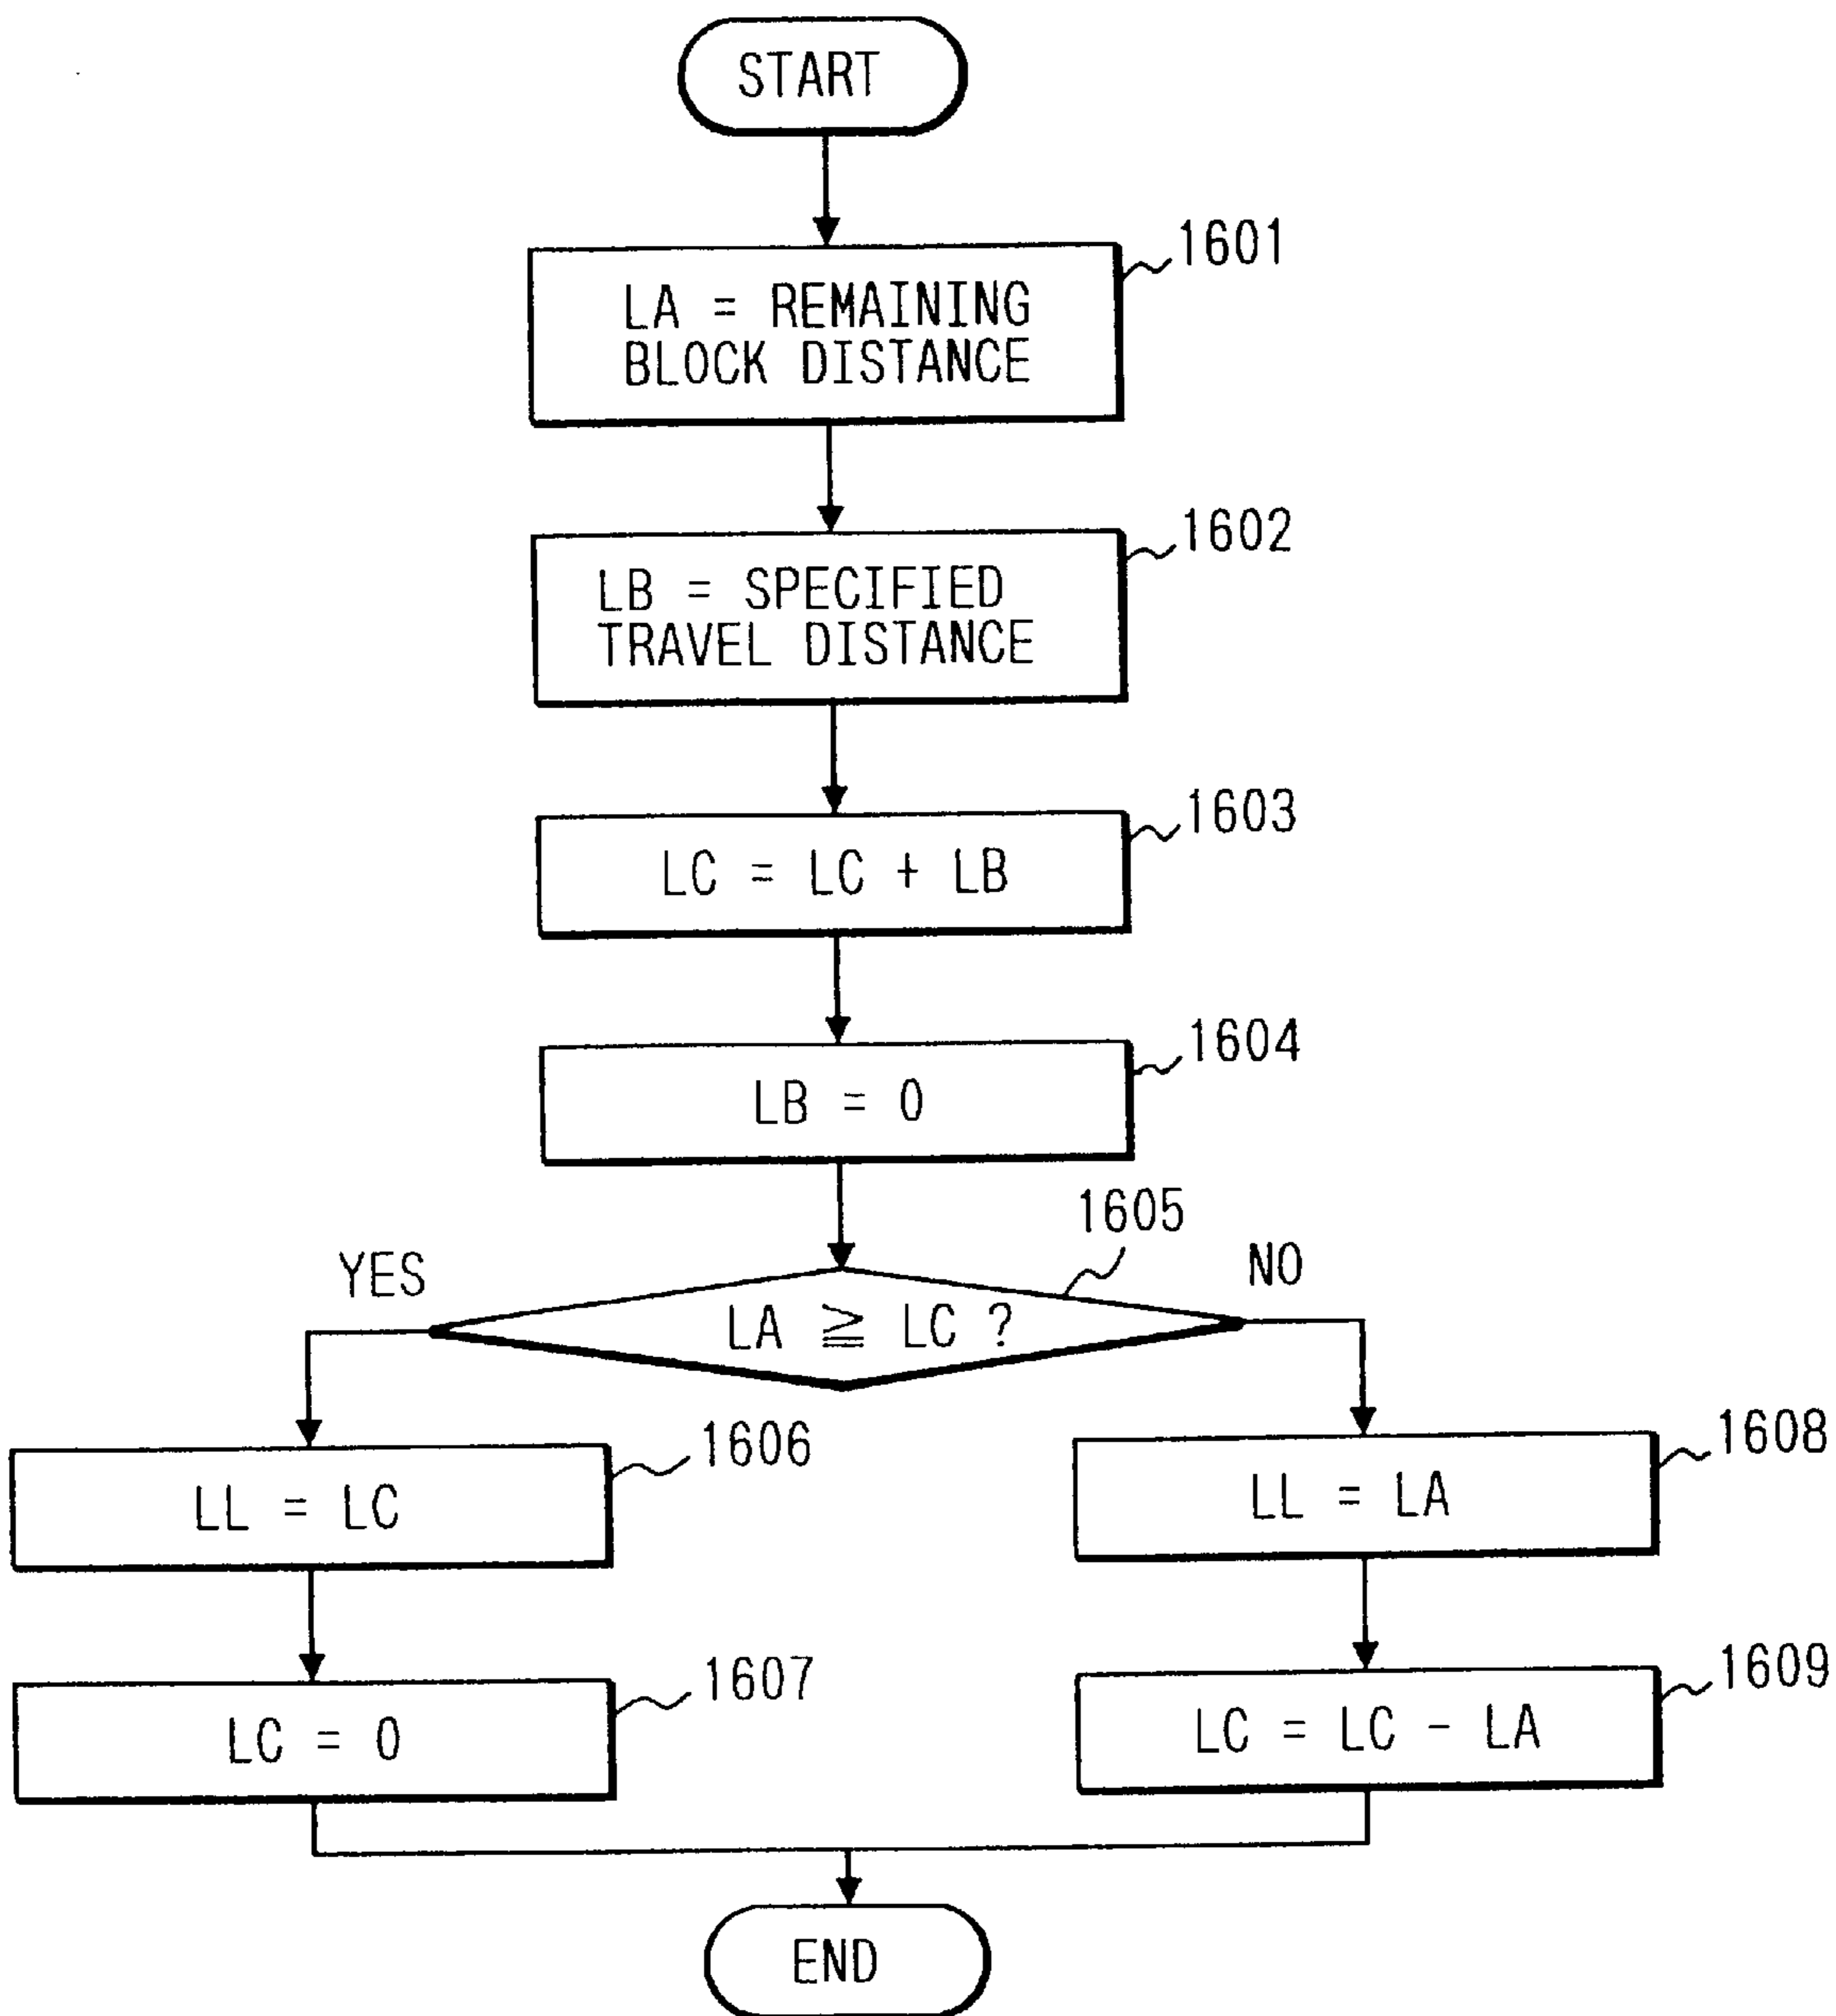 START
1601
LA = REMAINING
BLOCK DISTANCE
1602
LB = SPECIFIED
TRAVEL DISTANCE
1603
LC = LC + LB
1604
LB = 0
1605
YES
NO
LA ≧ LC ?
1606
LL = LC
1608
LL = LA
1607
LC = 0
1609
LC = LC - LA
END